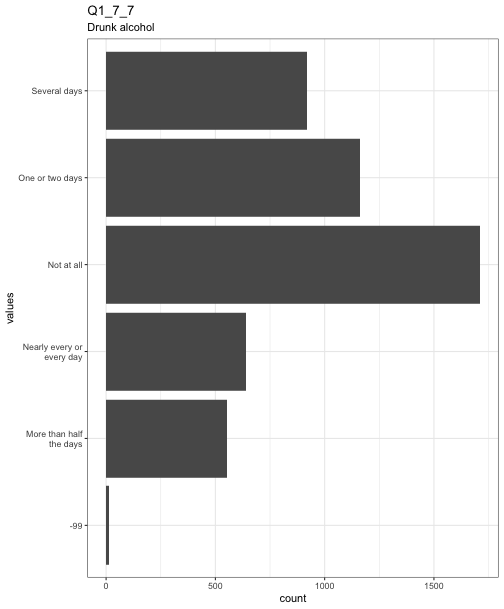 Q1_7_7
Drunk alcohol
Several days
One or two days
Not at all
Nearly every or
every day
More than half
the days
-99
values
0 500 1000 1500
count